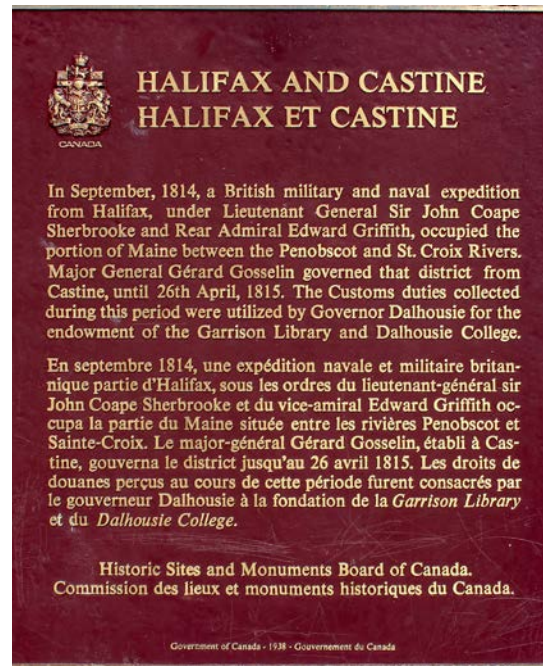 CANADA
HALIFAX AND CASTINE
HALIFAX ET CASTINE
In September, 1814, a British military and naval expedition
from Halifax, under Lieutenant General Sir John Coape
Sherbrooke and Rear Admiral Edward Griffith, occupied the
portion of Maine between the Penobscot and St. Croix Rivers.
Major General Gérard Gosselin governed that district from
Castine, until 26th April, 1815. The Customs duties collected
during this period were utilized by Governor Dalhousie for the
endowment of the Garrison Library and Dalhousie College.
En septembre 1814, une expédition navale et militaire britan-
nique partie d'Halifax, sous les ordres du lieutenant-général sir
John Coape Sherbrooke et du vice-amiral Edward Griffith oc-
cupa la partie du Maine située entre les rivières Penobscot et
Sainte-Croix. Le major-général Gérard Gosselin, établi à Cas-
tine, gouverna le district jusqu'au 26 avril 1815. Les droits de
douanes perçus au cours de cette période furent consacrés par
le gouverneur Dalhousie à la fondation de la Garrison Library
et du Dalhousie College.
Historic Sites and Monuments Board of Canada.
Commission des lieux et monuments historiques du Canada.
Government of Canada - 1938 - Gouvernement du Canada